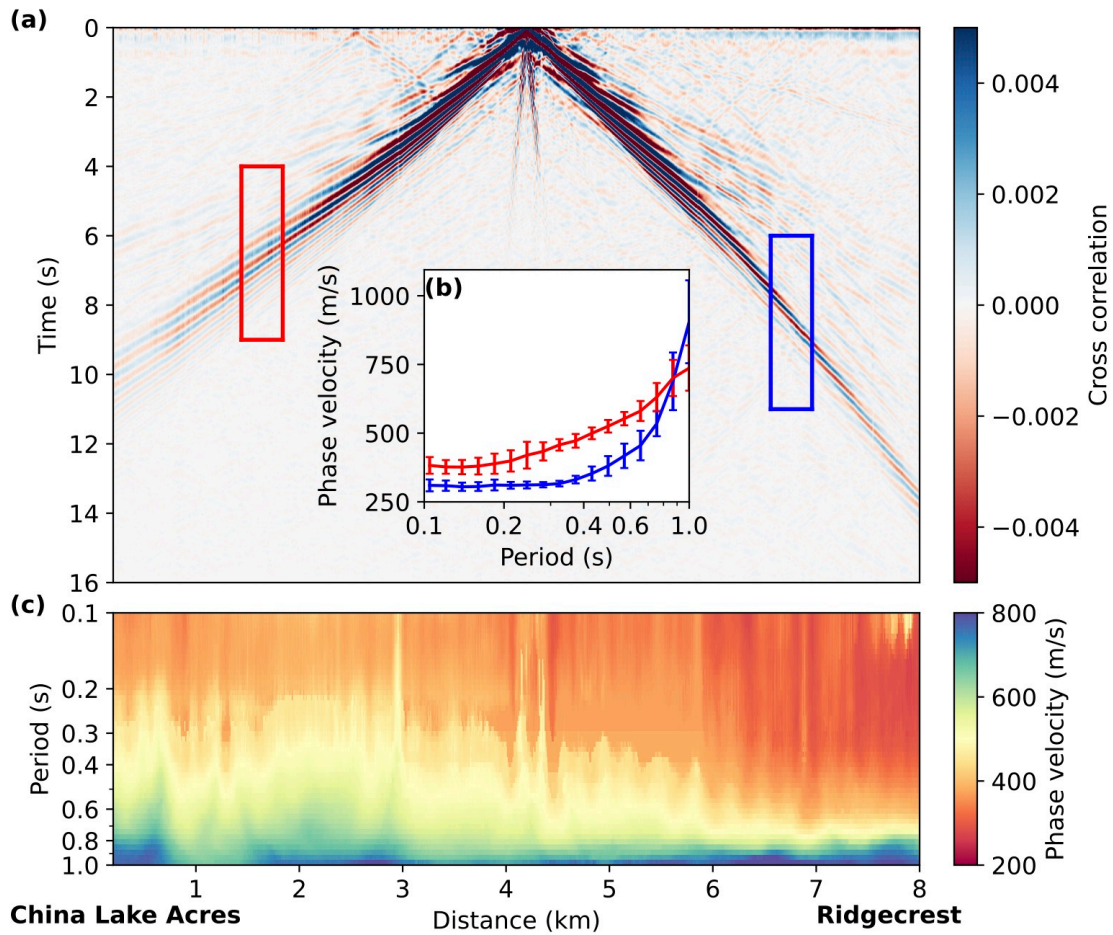 (a)
0
2
4
6
8
10
12
14
16
Time (s)
0.004
0.002
0.000
−0.002
−0.004
Cross correlation
(b)
1000
750
500
250
Phase velocity (m/s)
0.1 0.2 0.4 0.6 1.0
Period (s)
(c)
0.1
0.2
0.3
0.4
0.6
0.8
1.0
Period (s)
800
600
400
200
Phase velocity (m/s)
1 2 3 4 5 6 7 8
China Lake Acres Distance (km) Ridgecrest